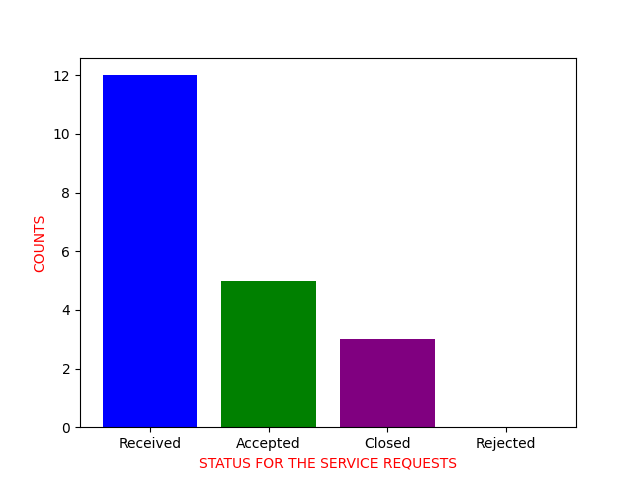 12
10
8
6
4
2
0
COUNTS
Received Accepted Closed Rejected
STATUS FOR THE SERVICE REQUESTS